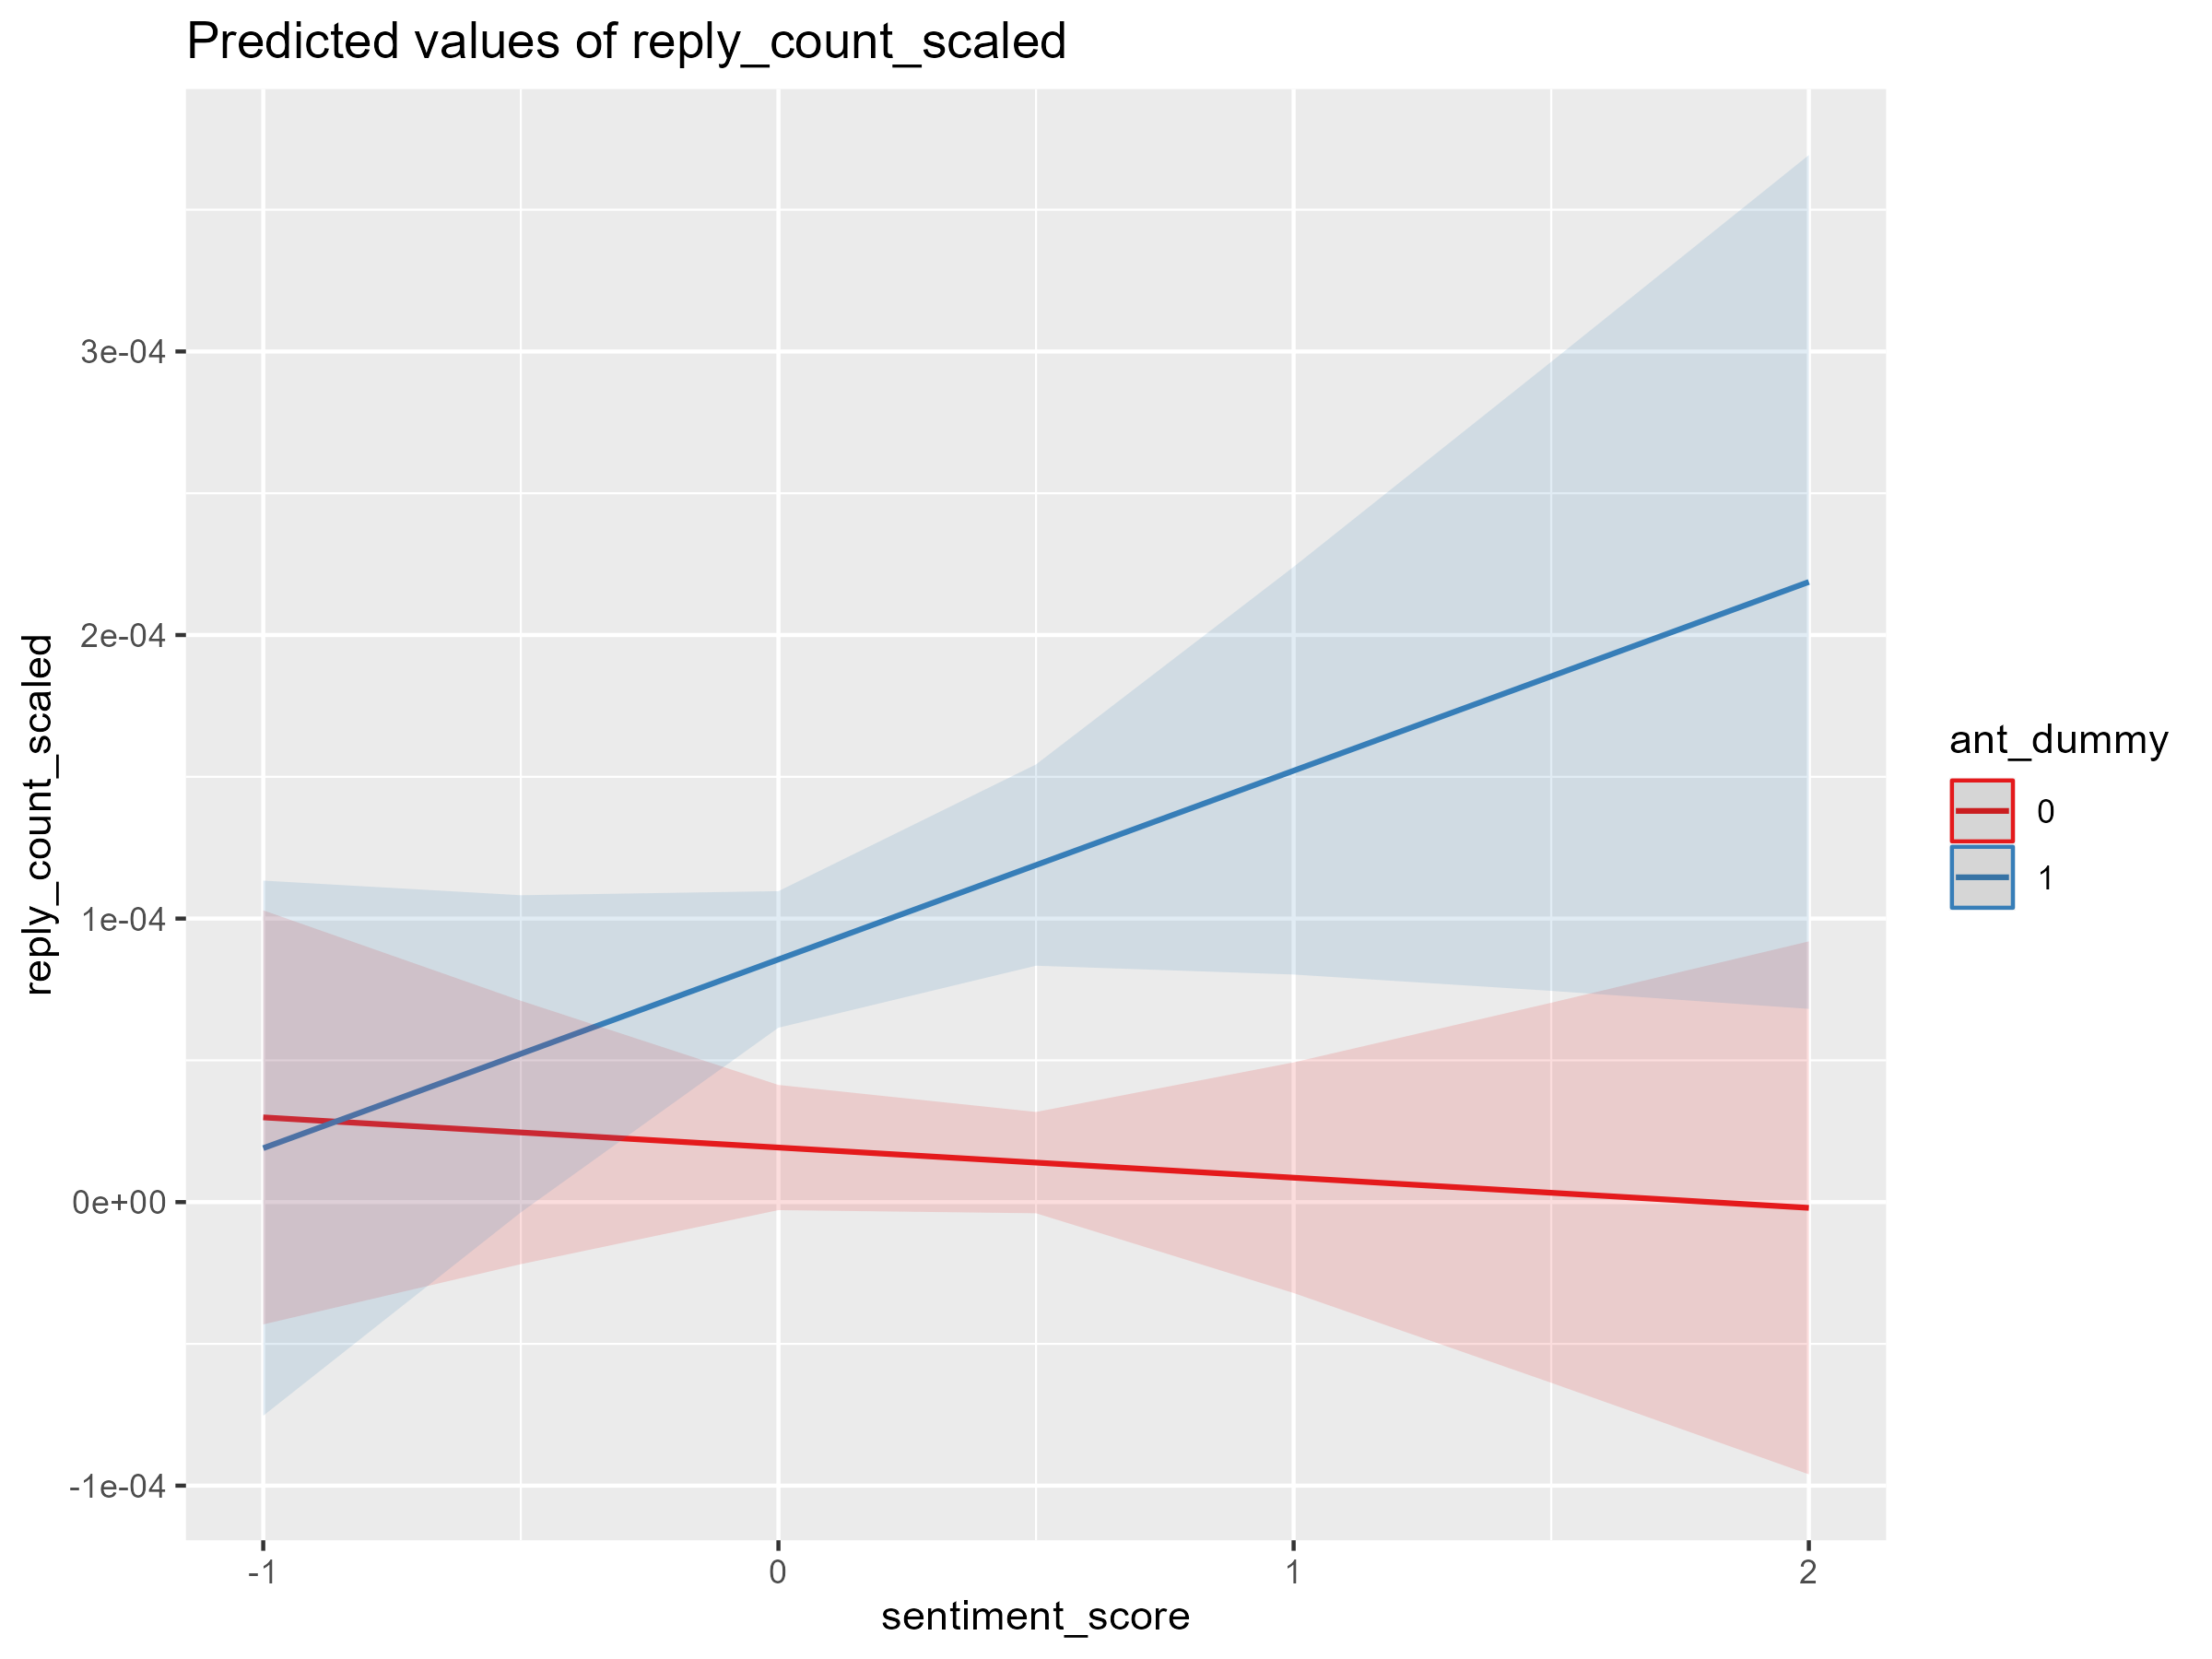 Predicted values of reply_count_scaled
reply_count_scaled
3e-04
2e-04
1e-04
0e+00
-1e-04
-1
0
1
2
sentiment_score
ant_dummy
0
1